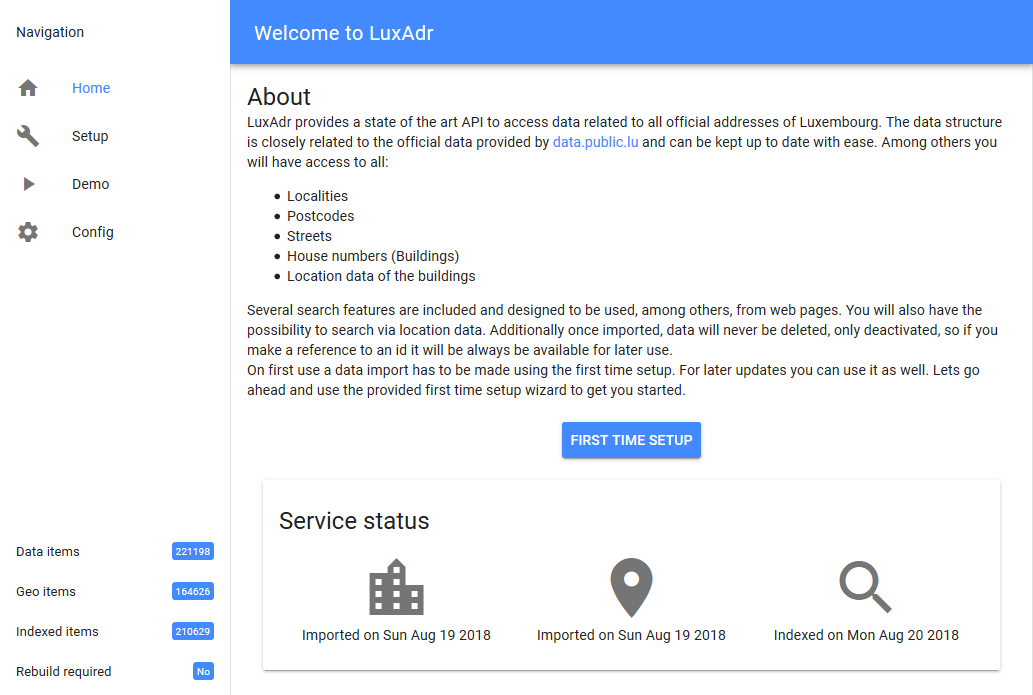 Navigation
Home
Setup
Demo
Config
Data items 221198
Geo items 164626
Indexed items 210629
Rebuild required No
Welcome to LuxAdr
About
LuxAdr provides a state of the art API to access data related to all official addresses of Luxembourg. The data structure
is closely related to the official data provided by data.public.lu and can be kept up to date with ease. Among others you
will have access to all:
• Localities
• Postcodes
• Streets
• House numbers (Buildings)
• Location data of the buildings
Several search features are included and designed to be used, among others, from web pages. You will also have the
possibility to search via location data. Additionally once imported, data will never be deleted, only deactivated, so if you
make a reference to an id it will be always be available for later use.
On first use a data import has to be made using the first time setup. For later updates you can use it as well. Lets go
ahead and use the provided first time setup wizard to get you started.
FIRST TIME SETUP
Service status
Imported on Sun Aug 19 2018
Imported on Sun Aug 19 2018
Indexed on Mon Aug 20 2018